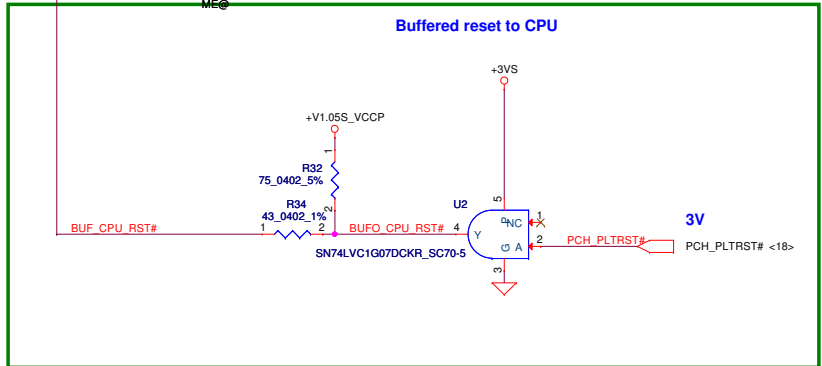 ME@
Buffered reset to CPU
+3VS
+V1.05S_VCCP
1
R32
75_0402_5%
2
R34
43_0402_1%
BUF_CPU_RST#
1
2
BUFO_CPU_RST#
4
U2
5
P
NC
1
Y
G
A
2
3
SN74LVC1G07DCKR_SC70-5
3V
PCH_PLTRST#
PCH_PLTRST# <18>